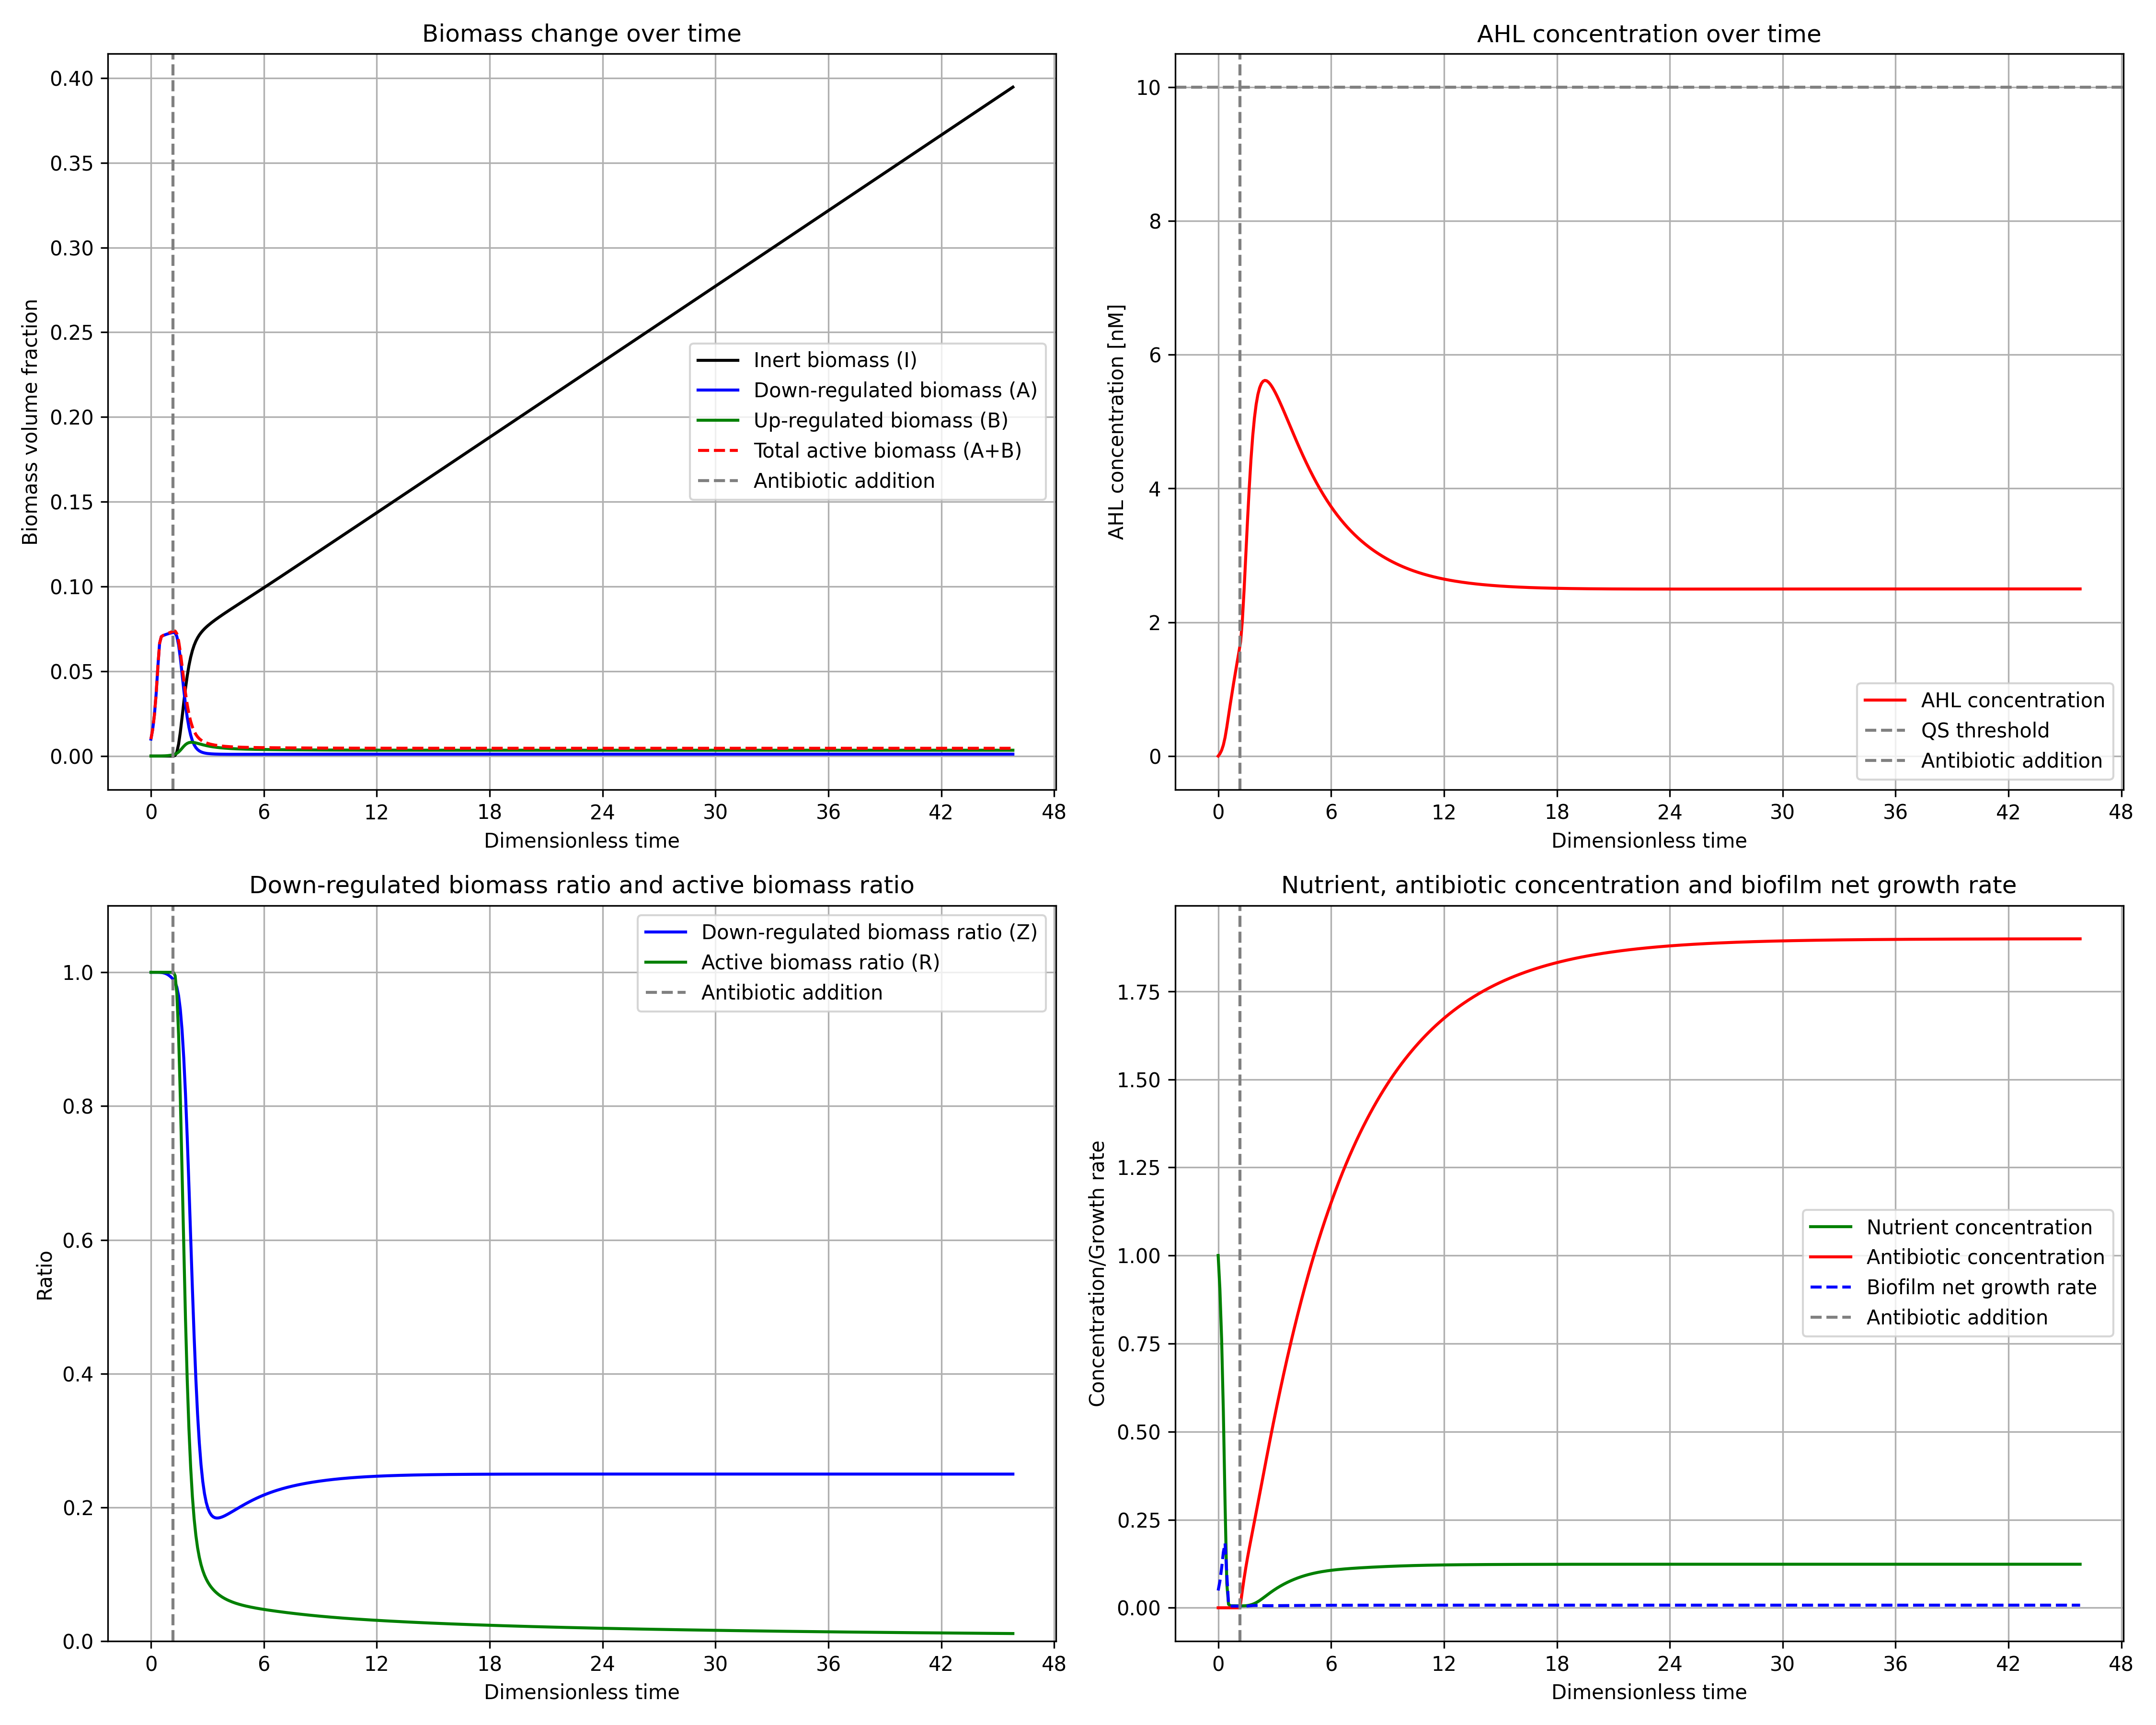 Biomass change over time
0.40
0.35
0.30
0.25
0.20
0.15
0.10
0.05
0.00
Biomass volume fraction
Inert biomass (I)
Down-regulated biomass (A)
Up-regulated biomass (B)
Total active biomass (A+B)
Antibiotic addition
0 6 12 18 24 30 36 42 48
Dimensionless time
AHL concentration over time
10
8
6
4
2
0
AHL concentration [nM]
AHL concentration
QS threshold
Antibiotic addition
0 6 12 18 24 30 36 42 48
Dimensionless time
Down-regulated biomass ratio and active biomass ratio
1.0
0.8
0.6
0.4
0.2
0.0
Ratio
Down-regulated biomass ratio (Z)
Active biomass ratio (R)
Antibiotic addition
0 6 12 18 24 30 36 42 48
Dimensionless time
Nutrient, antibiotic concentration and biofilm net growth rate
1.75
1.50
1.25
1.00
0.75
0.50
0.25
0.00
Concentration/Growth rate
Nutrient concentration
Antibiotic concentration
Biofilm net growth rate
Antibiotic addition
0 6 12 18 24 30 36 42 48
Dimensionless time